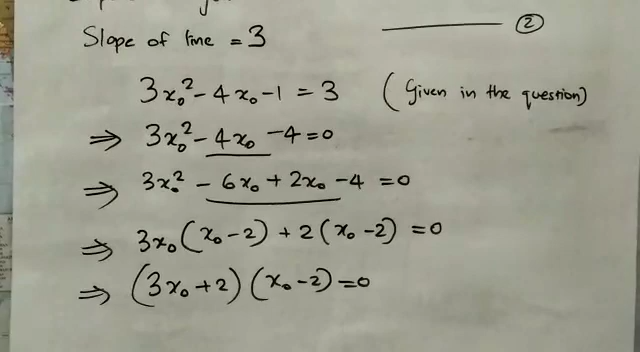 Slope of line = 3 ②
3x₀² - 4x₀ - 1 = 3 (Given in the question)
⇒ 3x₀² - 4x₀ - 4 = 0
⇒ 3x₀² - 6x₀ + 2x₀ - 4 = 0
⇒ 3x₀(x₀ - 2) + 2(x₀ - 2) = 0
⇒ (3x₀ + 2)(x₀ - 2) = 0